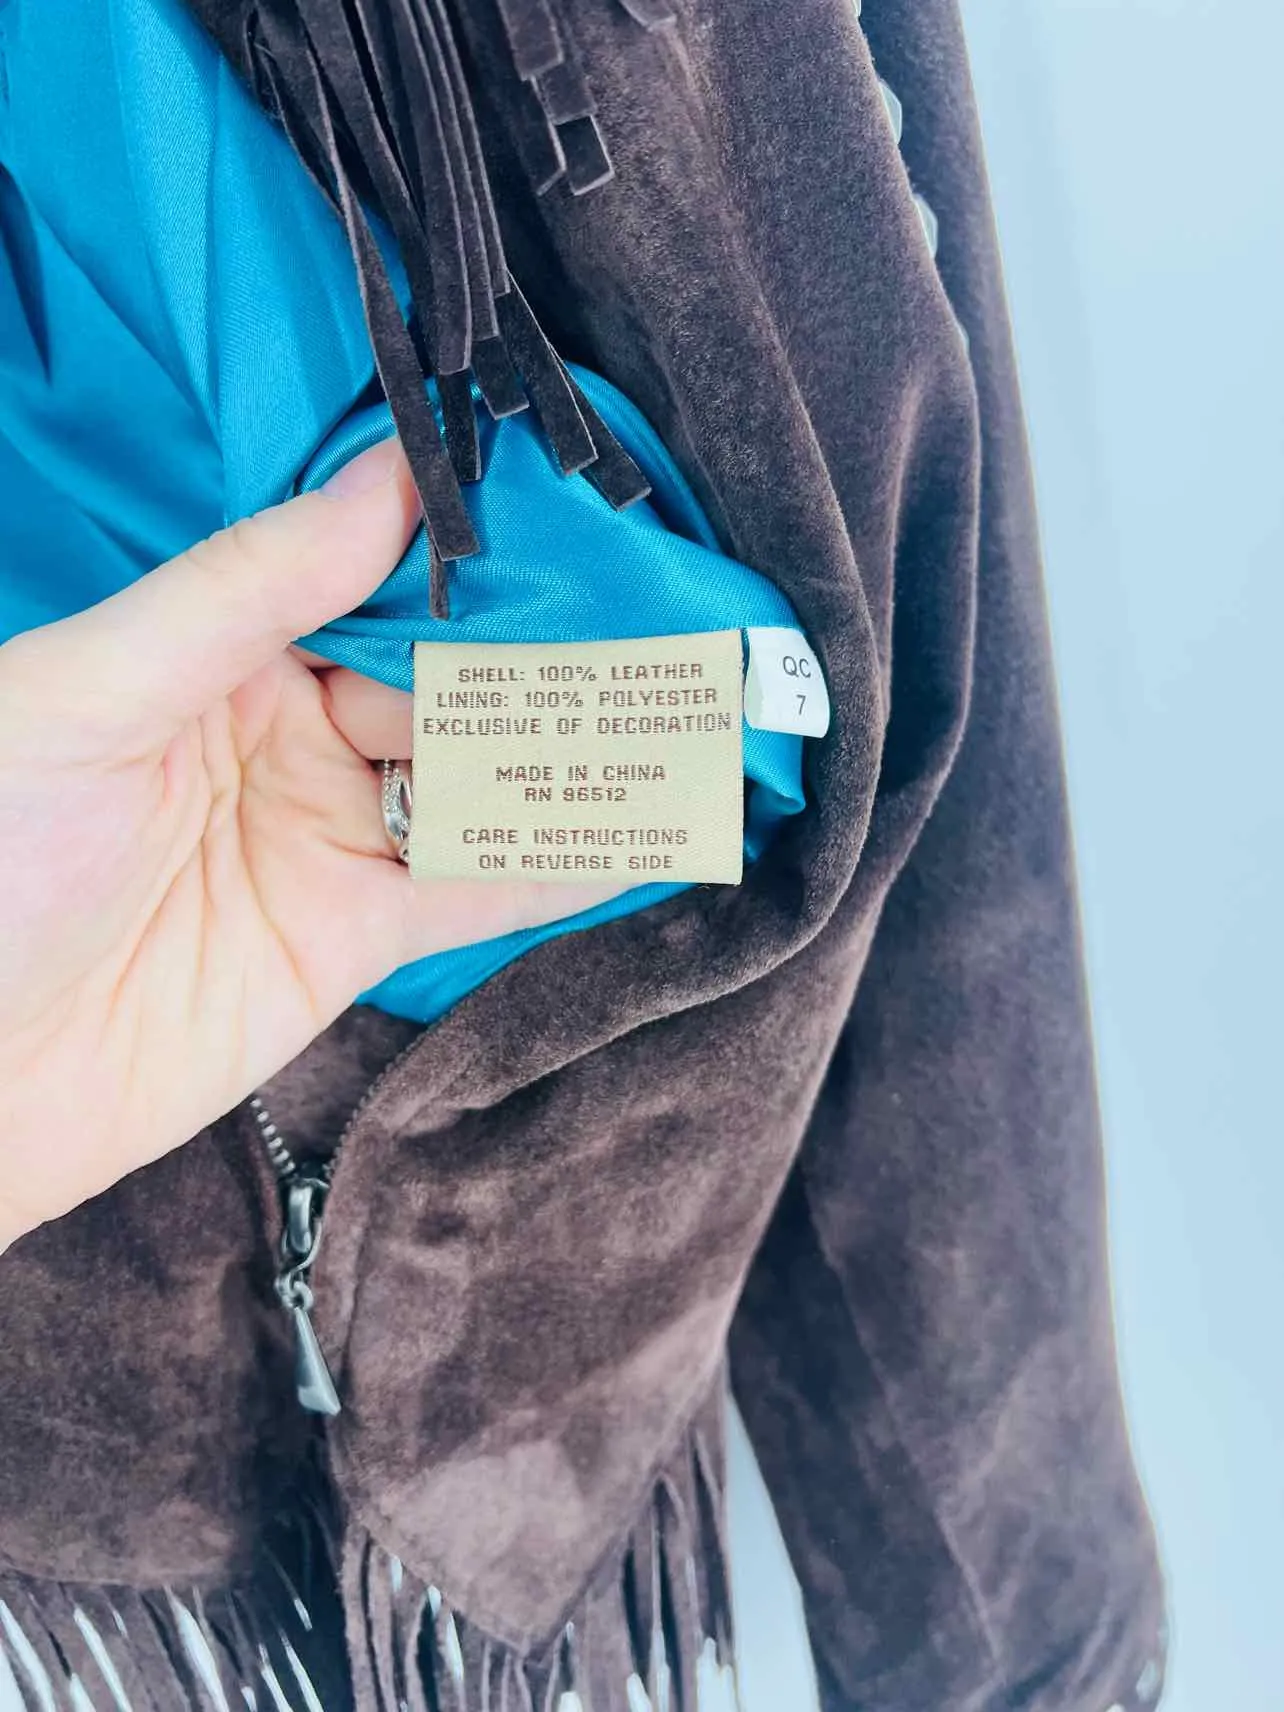 SHELL: 100% LEATHER
LINING: 100% POLYESTER
EXCLUSIVE OF DECORATION
MADE IN CHINA
RN 96512
CARE INSTRUCTIONS
ON REVERSE SIDE
QC
7